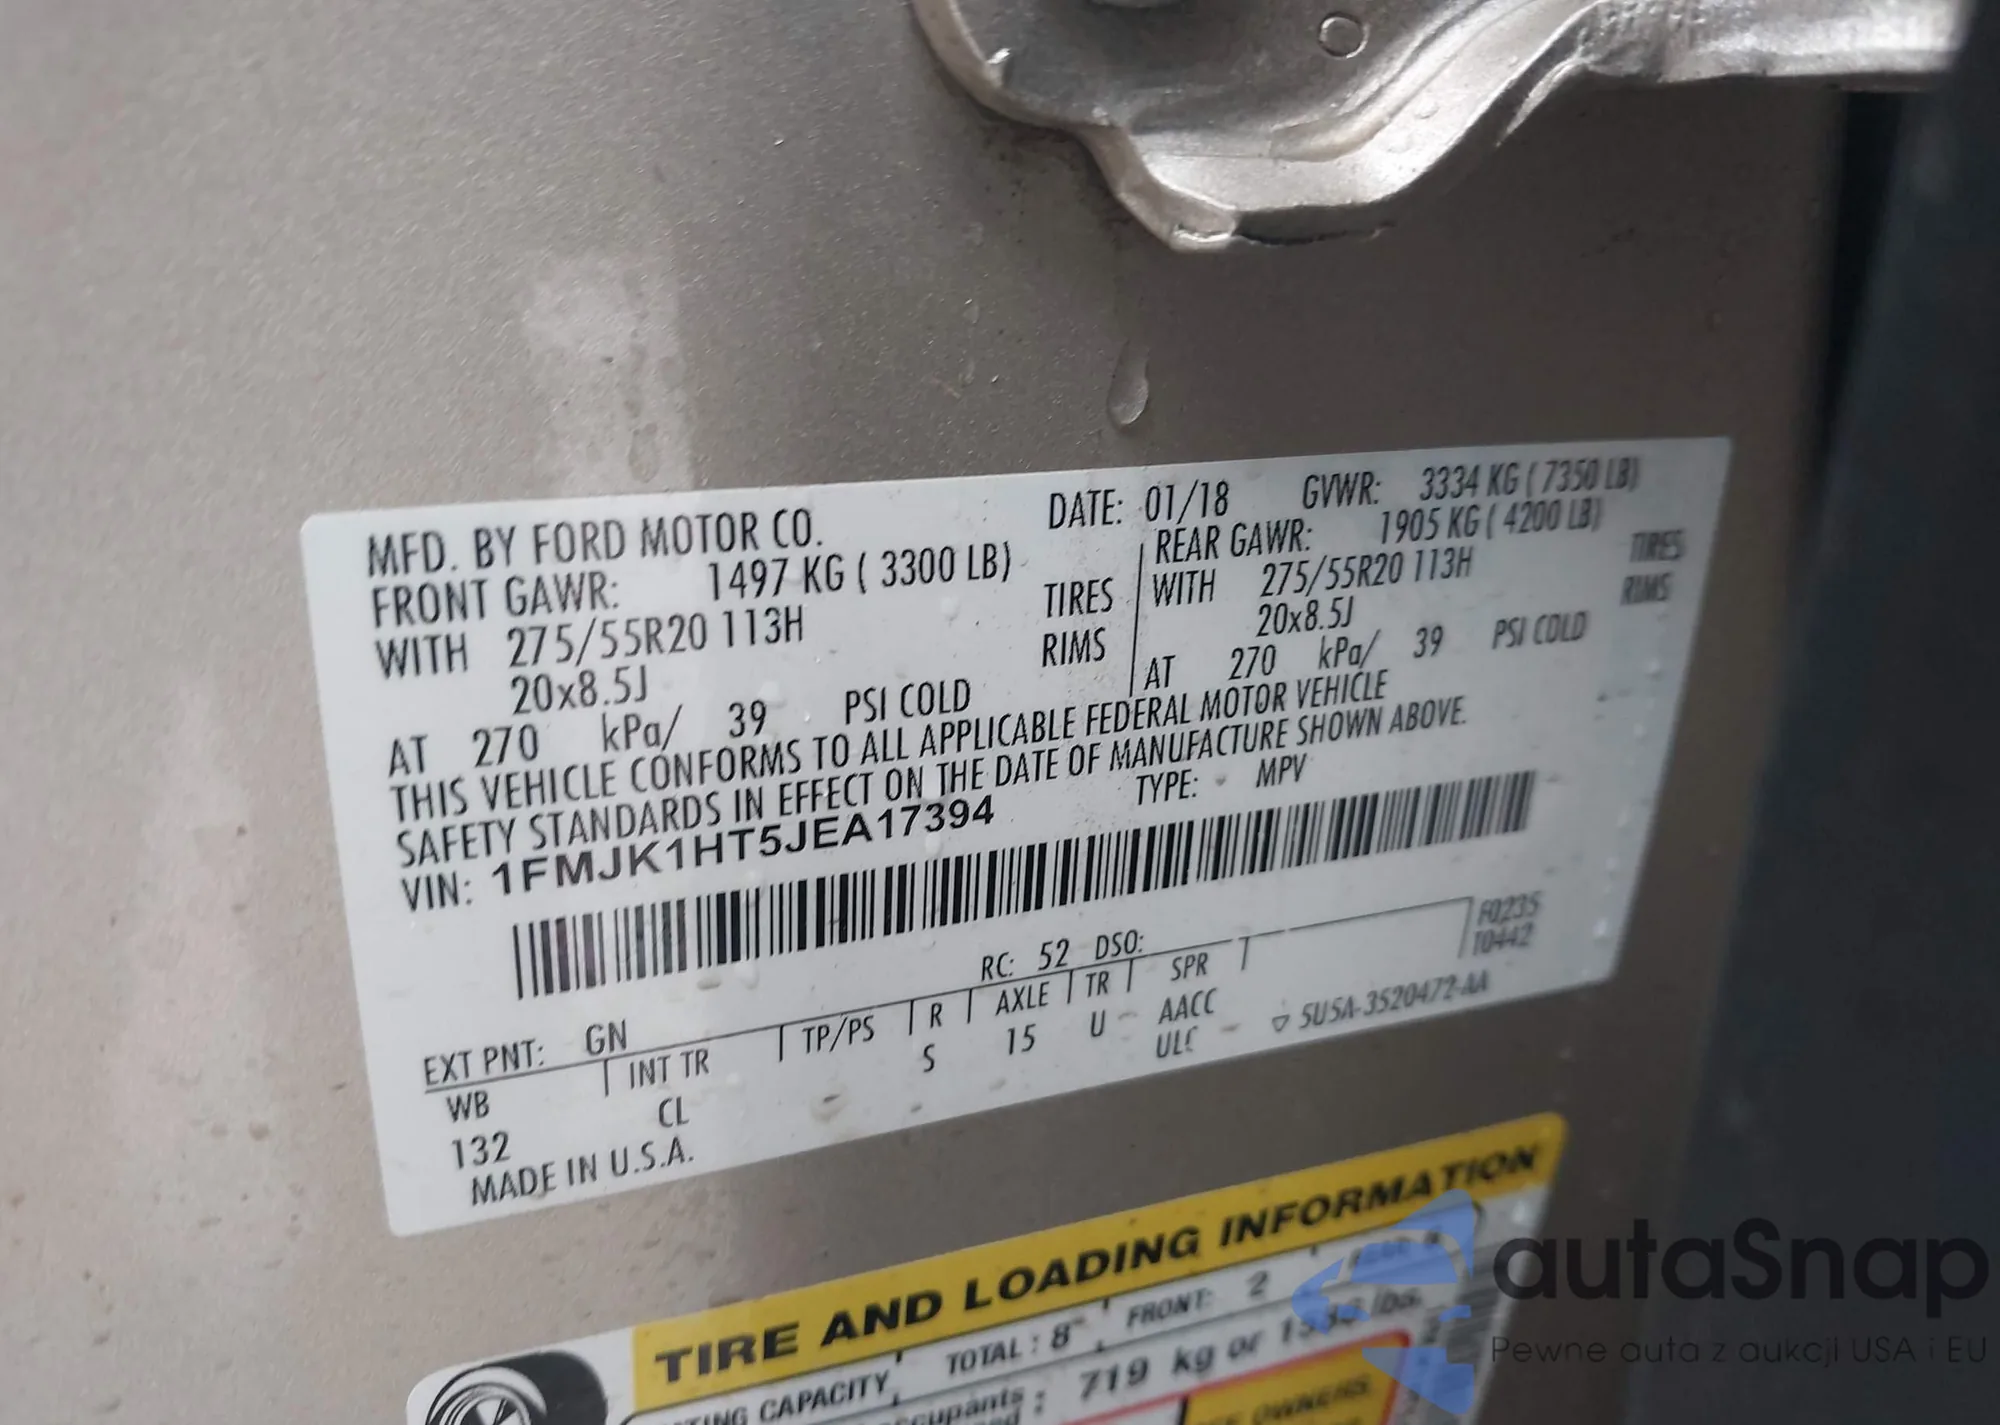 MFD. BY FORD MOTOR CO. DATE: 01/18 GVWR: 3334 KG ( 7350 LB)
FRONT GAWR: 1497 KG ( 3300 LB) REAR GAWR: 1905 KG ( 4200 LB)
WITH 275/55R20 113H TIRES WITH 275/55R20 113H TIRES
20x8.5J RIMS 20x8.5J RIMS
AT 270 kPa/ 39 PSI COLD AT 270 kPa/ 39 PSI COLD
THIS VEHICLE CONFORMS TO ALL APPLICABLE FEDERAL MOTOR VEHICLE
SAFETY STANDARDS IN EFFECT ON THE DATE OF MANUFACTURE SHOWN ABOVE.
VIN: 1FMJK1HT5JEA17394 TYPE: MPV
F0235
T0442
EXT PNT: GN RC: 52 DSO:
WB INT TR TP/PS R AXLE TR SPR
132 CL S 15 U AACC
ULC
5U5A-3520472-AA
MADE IN U.S.A.
TIRE AND LOADING INFORMATION
CAPACITY TOTAL : 8 FRONT: 2
719 kg or
OWNERS
autaSnap
Pewne auta z aukcji USA i EU